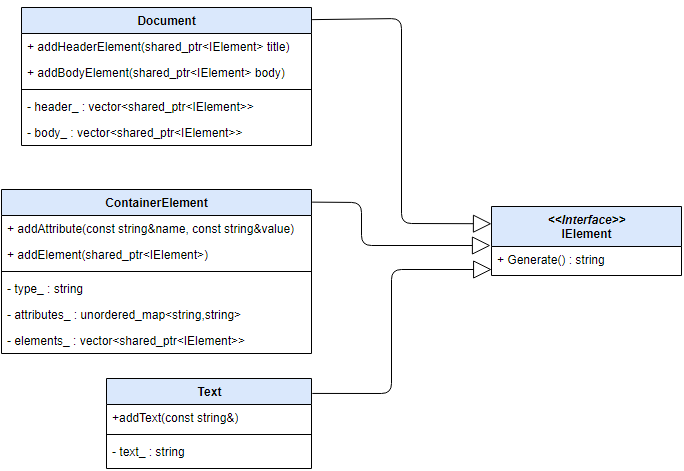 Document
+ addHeaderElement(shared_ptr<IElement> title)
+ addBodyElement(shared_ptr<IElement> body)
- header_ : vector<shared_ptr<IElement>>
- body_ : vector<shared_ptr<IElement>>
ContainerElement
+ addAttribute(const string&name, const string&value)
+ addElement(shared_ptr<IElement>)
- type_ : string
- attributes_ : unordered_map<string,string>
- elements_ : vector<shared_ptr<IElement>>
Text
+addText(const string&)
- text_ : string
<<Interface>>
IElement
+ Generate() : string